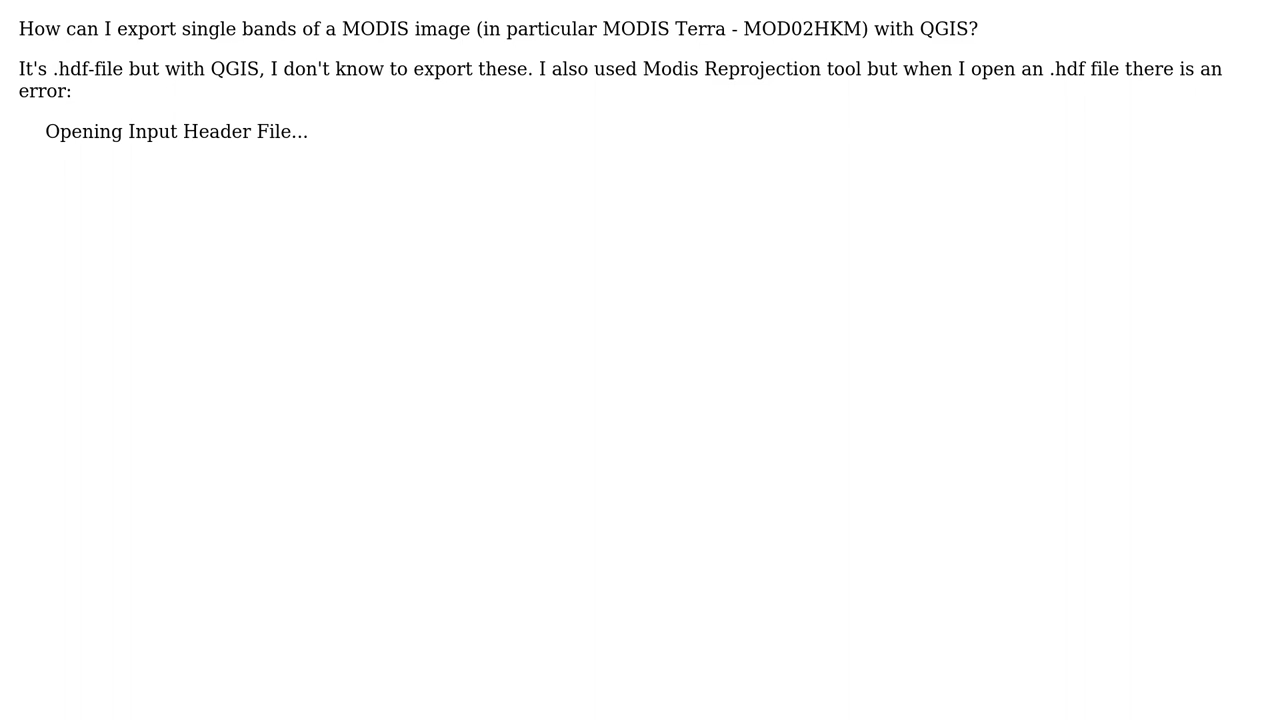 How can I export single bands of a MODIS image (in particular MODIS Terra - MOD02HKM) with QGIS?
It's .hdf-file but with QGIS, I don't know to export these. I also used Modis Reprojection tool but when I open an .hdf file there is an
error:
Opening Input Header File...